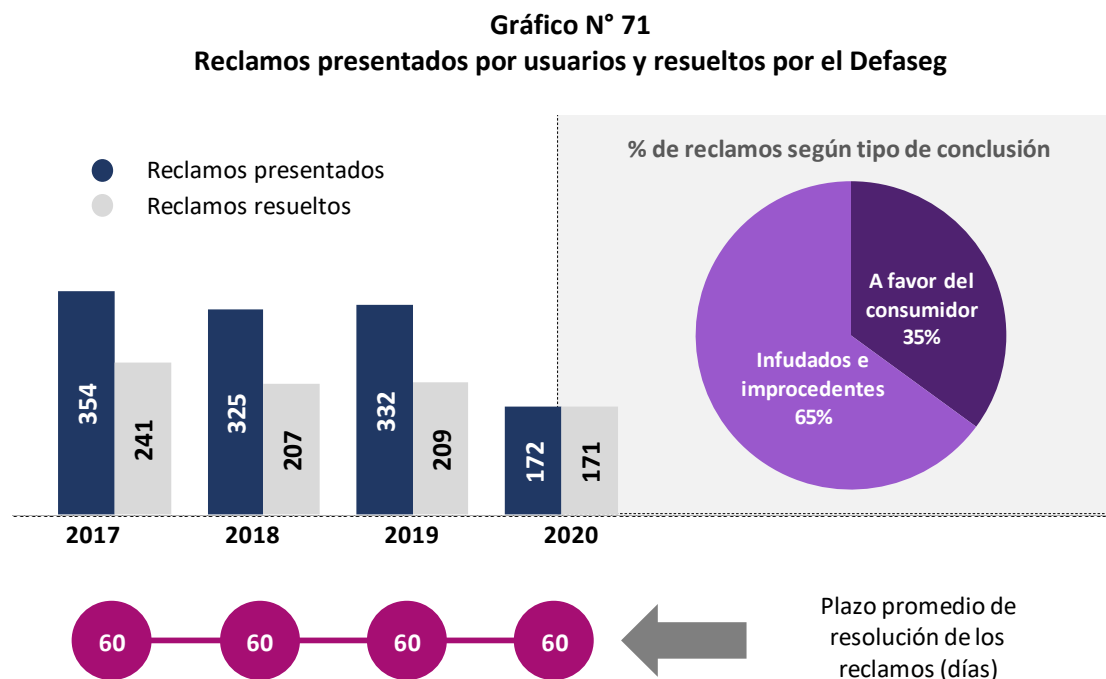 Gráfico N° 71
Reclamos presentados por usuarios y resueltos por el Defaseg
Reclamos presentados
Reclamos resueltos
354
241
325
207
332
209
172
171
2017
2018
2019
2020
% de reclamos según tipo de conclusión
A favor del
consumidor
35%
Infudados e
improcedentes
65%
60
60
60
60
Plazo promedio de
resolución de los
reclamos (días)